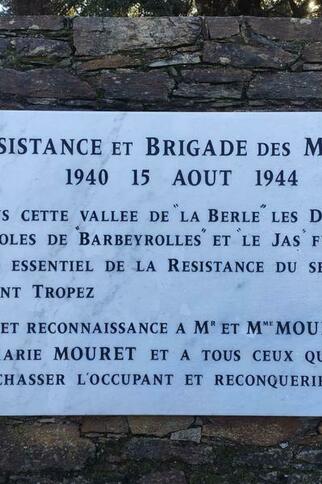 SISTANCE ET BRIGADE DES M
1940 15 AOUT 1944
S CETTE VALLEE DE "LA BERLE" LES D
OLES DE "BARBEYROLLES" ET "LE JAS" F
ESSENTIEL DE LA RESISTANCE DU SE
NT TROPEZ
ET RECONNAISSANCE A MR ET MME MOU
ARIE MOURET ET A TOUS CEUX QU
CHASSER L'OCCUPANT ET RECONQUERI